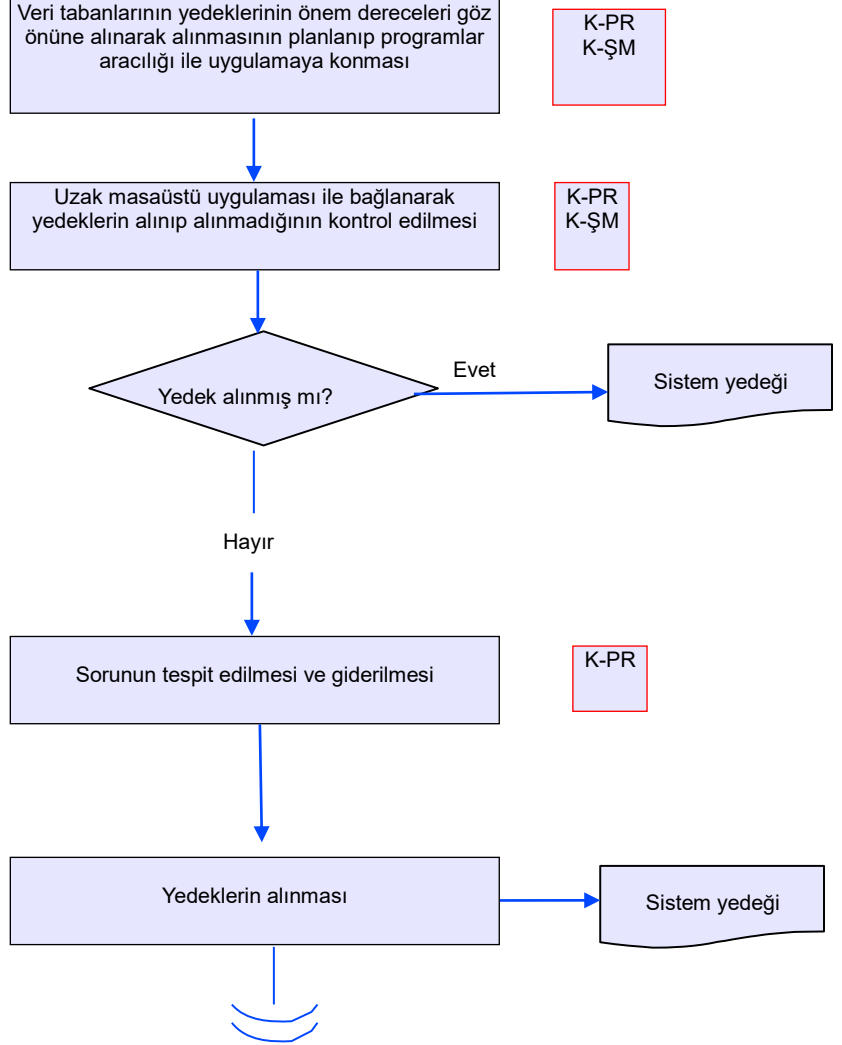 Veri tabanlarının yedeklerinin önem dereceleri göz
önüne alınarak alınmasının planlanıp programlar
aracılığı ile uygulamaya konması
K-PR
K-ŞM
Uzak masaüstü uygulaması ile bağlanarak
yedeklerin alınıp alınmadığının kontrol edilmesi
K-PR
K-ŞM
Yedek alınmış mı?
Evet
Sistem yedeği
Hayır
Sorunun tespit edilmesi ve giderilmesi
K-PR
Yedeklerin alınması
Sistem yedeği